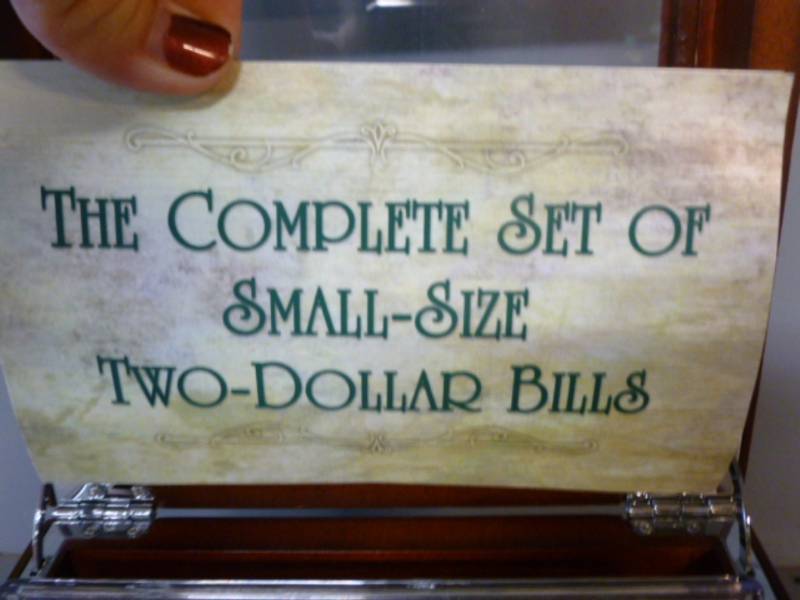 The Complete Set of
Small-Size
Two-Dollar Bills